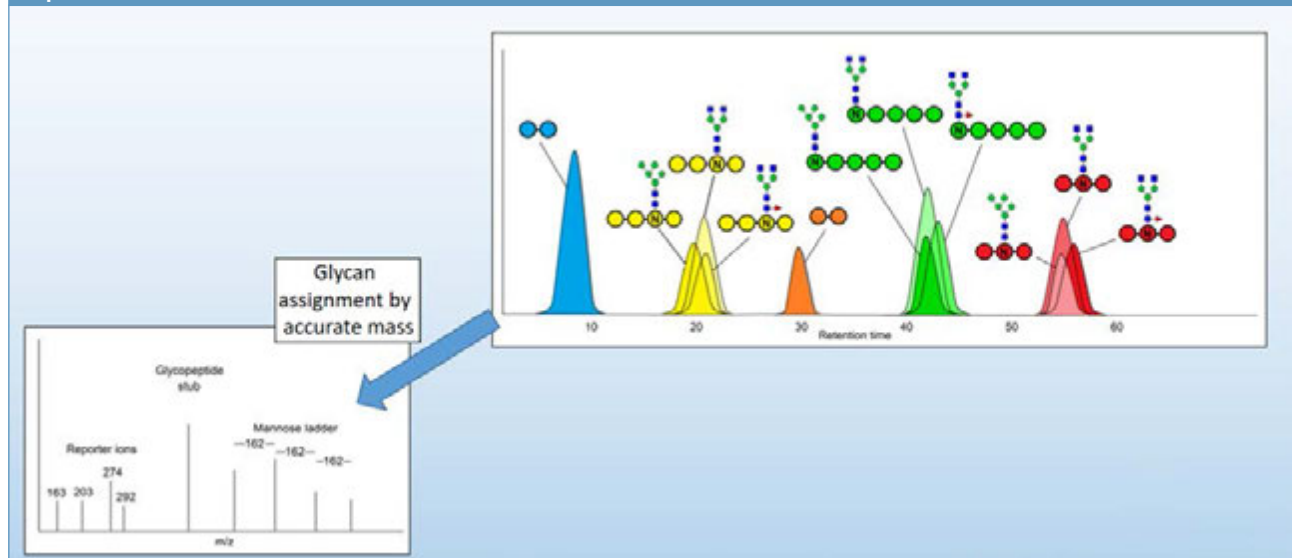 N
N
N
N
N
N
N
N
N
10 20 30 40 50 60
Retention time
Glycan
assignment by
accurate mass
Glycopeptide
stub
Mannose ladder
—162—
—162—
—162—
Reporter ions
274
163 203
292
m/z